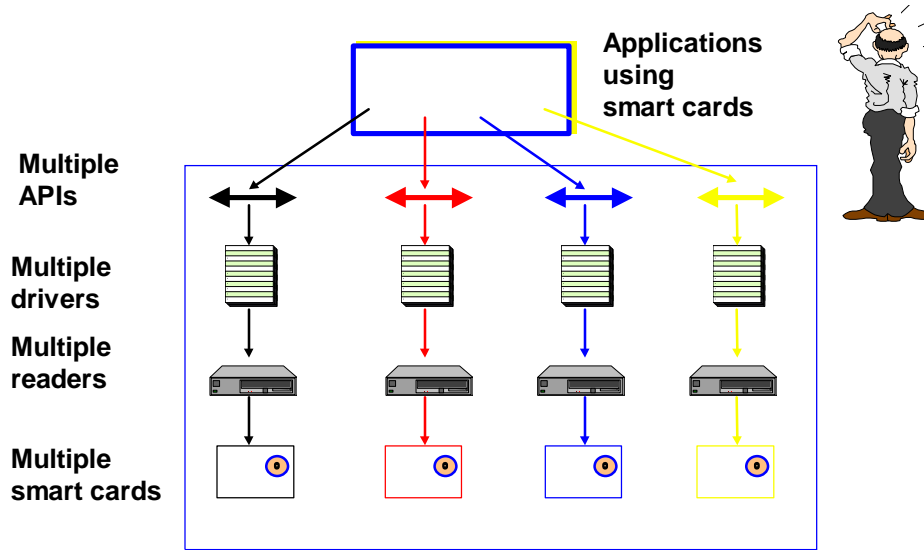 Applications
using
smart cards
Multiple
APIs
Multiple
drivers
Multiple
readers
Multiple
smart cards